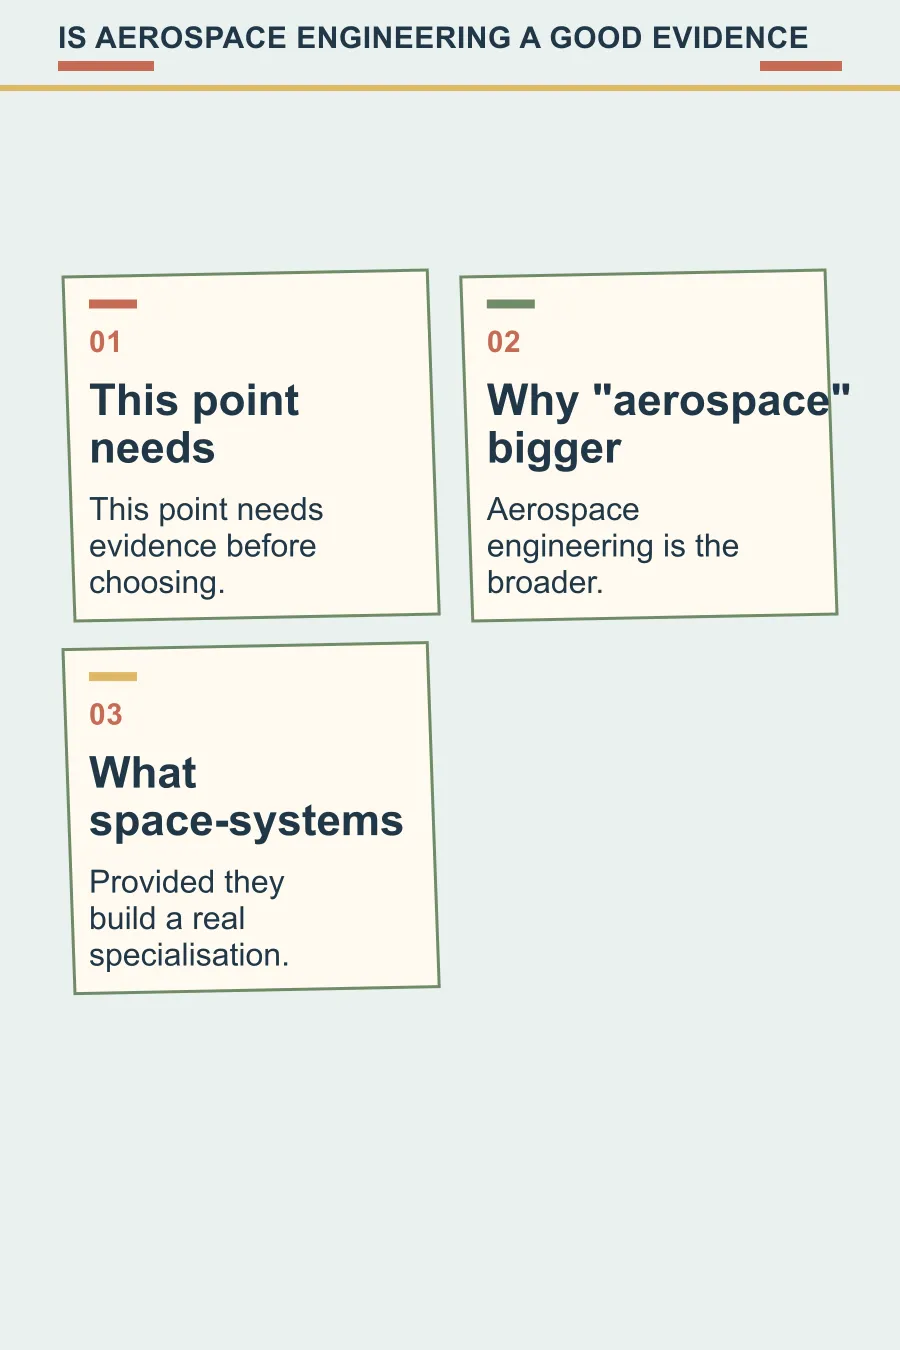 IS AEROSPACE ENGINEERING A GOOD EVIDENCE
01
This point
needs
This point needs
evidence before
choosing.
02
Why "aerospace"
bigger
Aerospace
engineering is the
broader.
03
What
space-systems
Provided they
build a real
specialisation.